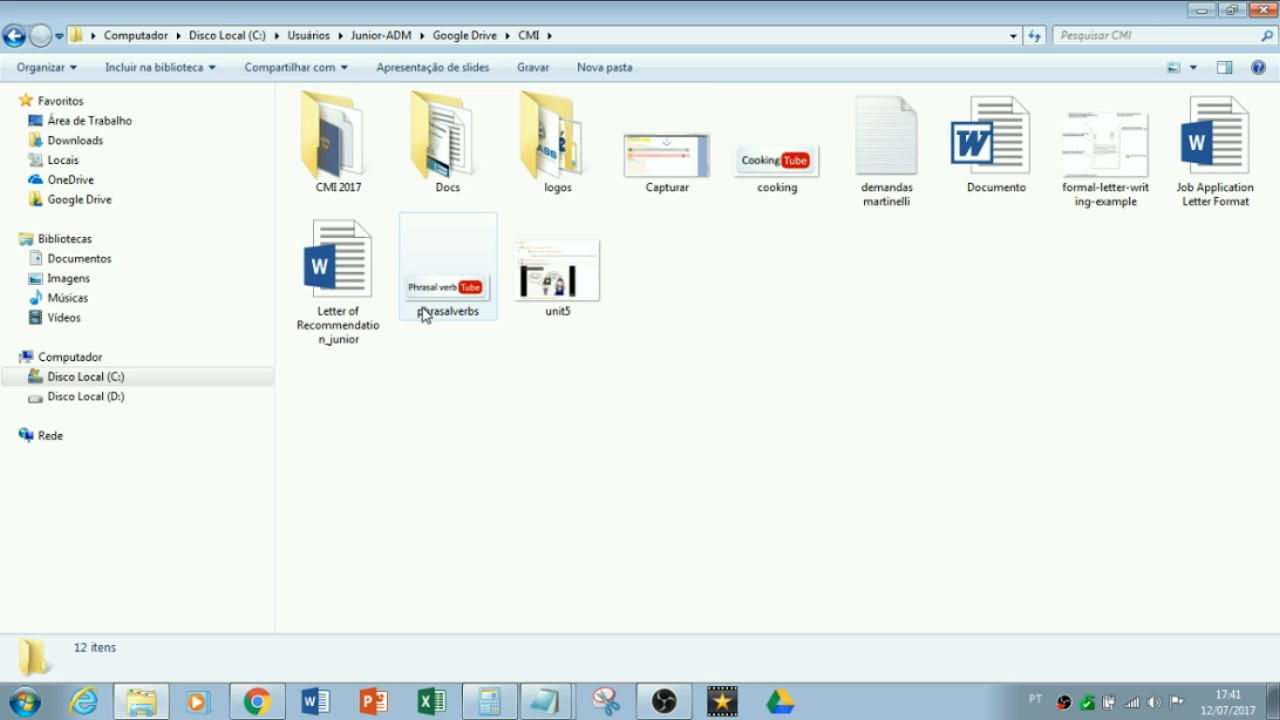 Computador
Disco Local (C:)
Usuários
Junior-ADM
Google Drive
CMI
Pesquisar CMI
Organizar
Incluir na biblioteca
Compartilhar com
Apresentação de slides
Gravar
Nova pasta
Favoritos
Área de Trabalho
Downloads
Locais
OneDrive
Google Drive
Bibliotecas
Documentos
Imagens
Músicas
Vídeos
Computador
Disco Local (C:)
Disco Local (D:)
Rede
CMI 2017
Docs
logos
Capturar
Cooking Tube
cooking
demandas
martinelli
Documento
formal-letter-writ
ing-example
Job Application
Letter Format
Letter of
Recommendatio
n_junior
Phrasal verb Tube
phrasalverbs
unit5
12 itens
PT
17:41
12/07/2017